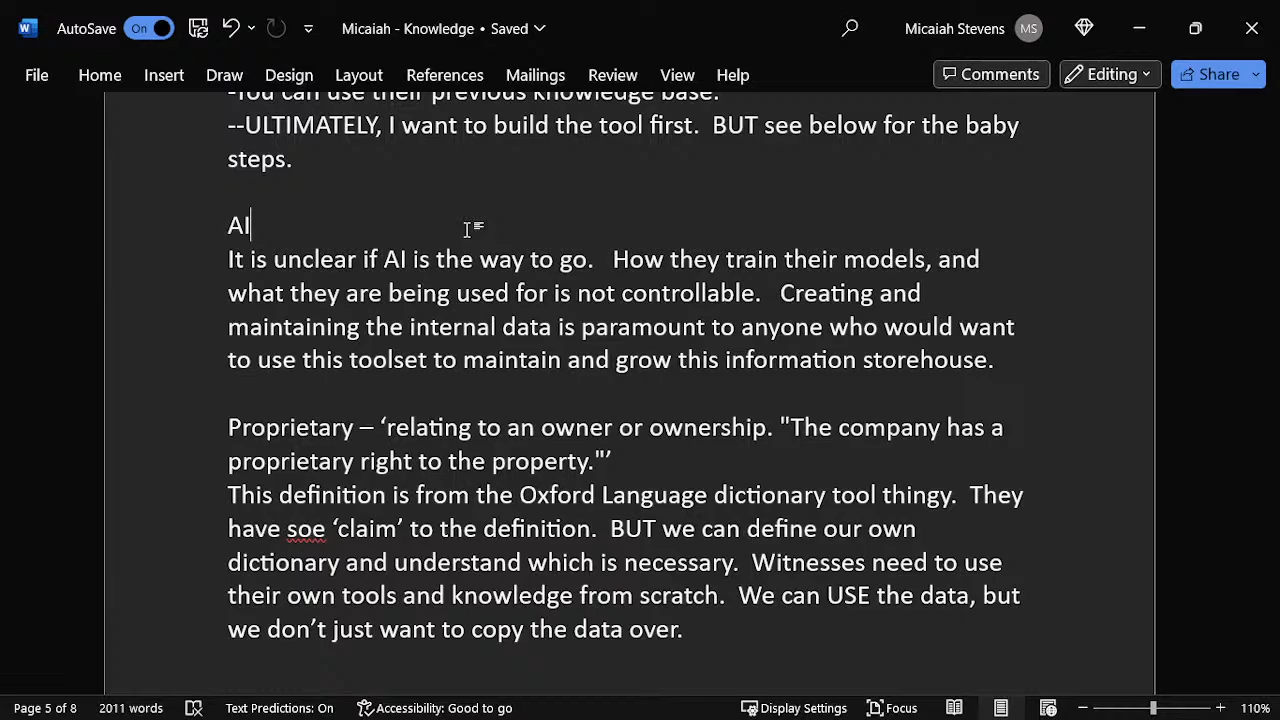 AutoSave On Micaiah - Knowledge • Saved Micaiah Stevens MS
File Home Insert Draw Design Layout References Mailings Review View Help Comments Editing Share
-You can use their previous knowledge base.
--ULTIMATELY, I want to build the tool first.  BUT see below for the baby
steps.
AI
It is unclear if AI is the way to go.   How they train their models, and
what they are being used for is not controllable.   Creating and
maintaining the internal data is paramount to anyone who would want
to use this toolset to maintain and grow this information storehouse.
Proprietary – ‘relating to an owner or ownership. "The company has a
proprietary right to the property."’
This definition is from the Oxford Language dictionary tool thingy.  They
have soe ‘claim’ to the definition.  BUT we can define our own
dictionary and understand which is necessary.  Witnesses need to use
their own tools and knowledge from scratch.  We can USE the data, but
we don’t just want to copy the data over.
Page 5 of 8 2011 words Text Predictions: On Accessibility: Good to go Display Settings Focus 110%